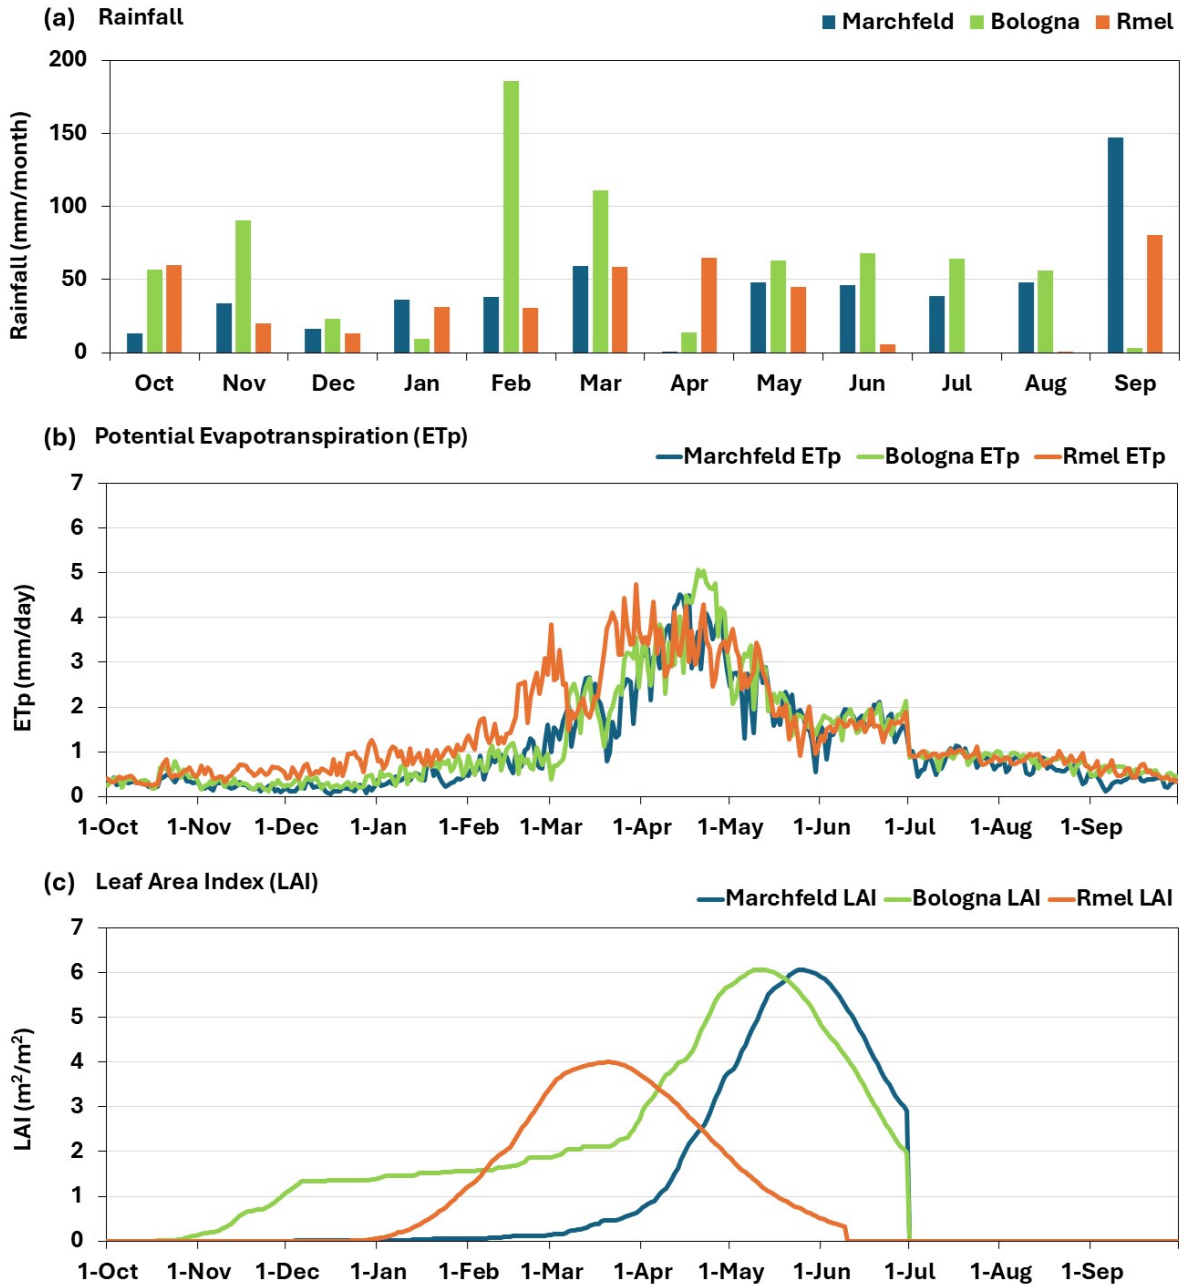 (a) Rainfall
Marchfeld Bologna Rmel
Rainfall (mm/month)
200
150
100
50
0
Oct Nov Dec Jan Feb Mar Apr May Jun Jul Aug Sep
(b) Potential Evapotranspiration (ETp)
Marchfeld ETp Bologna ETp Rmel ETp
ETp (mm/day)
7
6
5
4
3
2
1
0
1-Oct 1-Nov 1-Dec 1-Jan 1-Feb 1-Mar 1-Apr 1-May 1-Jun 1-Jul 1-Aug 1-Sep
(c) Leaf Area Index (LAI)
Marchfeld LAI Bologna LAI Rmel LAI
LAI (m²/m²)
7
6
5
4
3
2
1
0
1-Oct 1-Nov 1-Dec 1-Jan 1-Feb 1-Mar 1-Apr 1-May 1-Jun 1-Jul 1-Aug 1-Sep